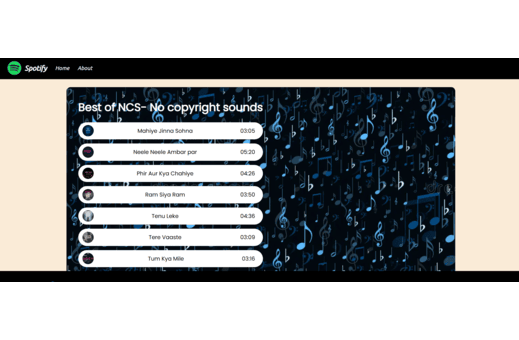 Spotify Home About
Best of NCS- No copyright sounds
Mahiye Jinna Sohna 03:05
Neele Neele Ambar par 05:20
Phir Aur Kya Chahiye 04:26
Ram Siya Ram 03:50
Tenu Leke 04:36
Tere Vaaste 03:09
Tum Kya Mile 03:16